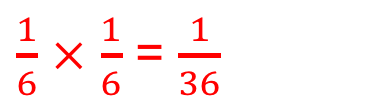 1/6 × 1/6 = 1/36